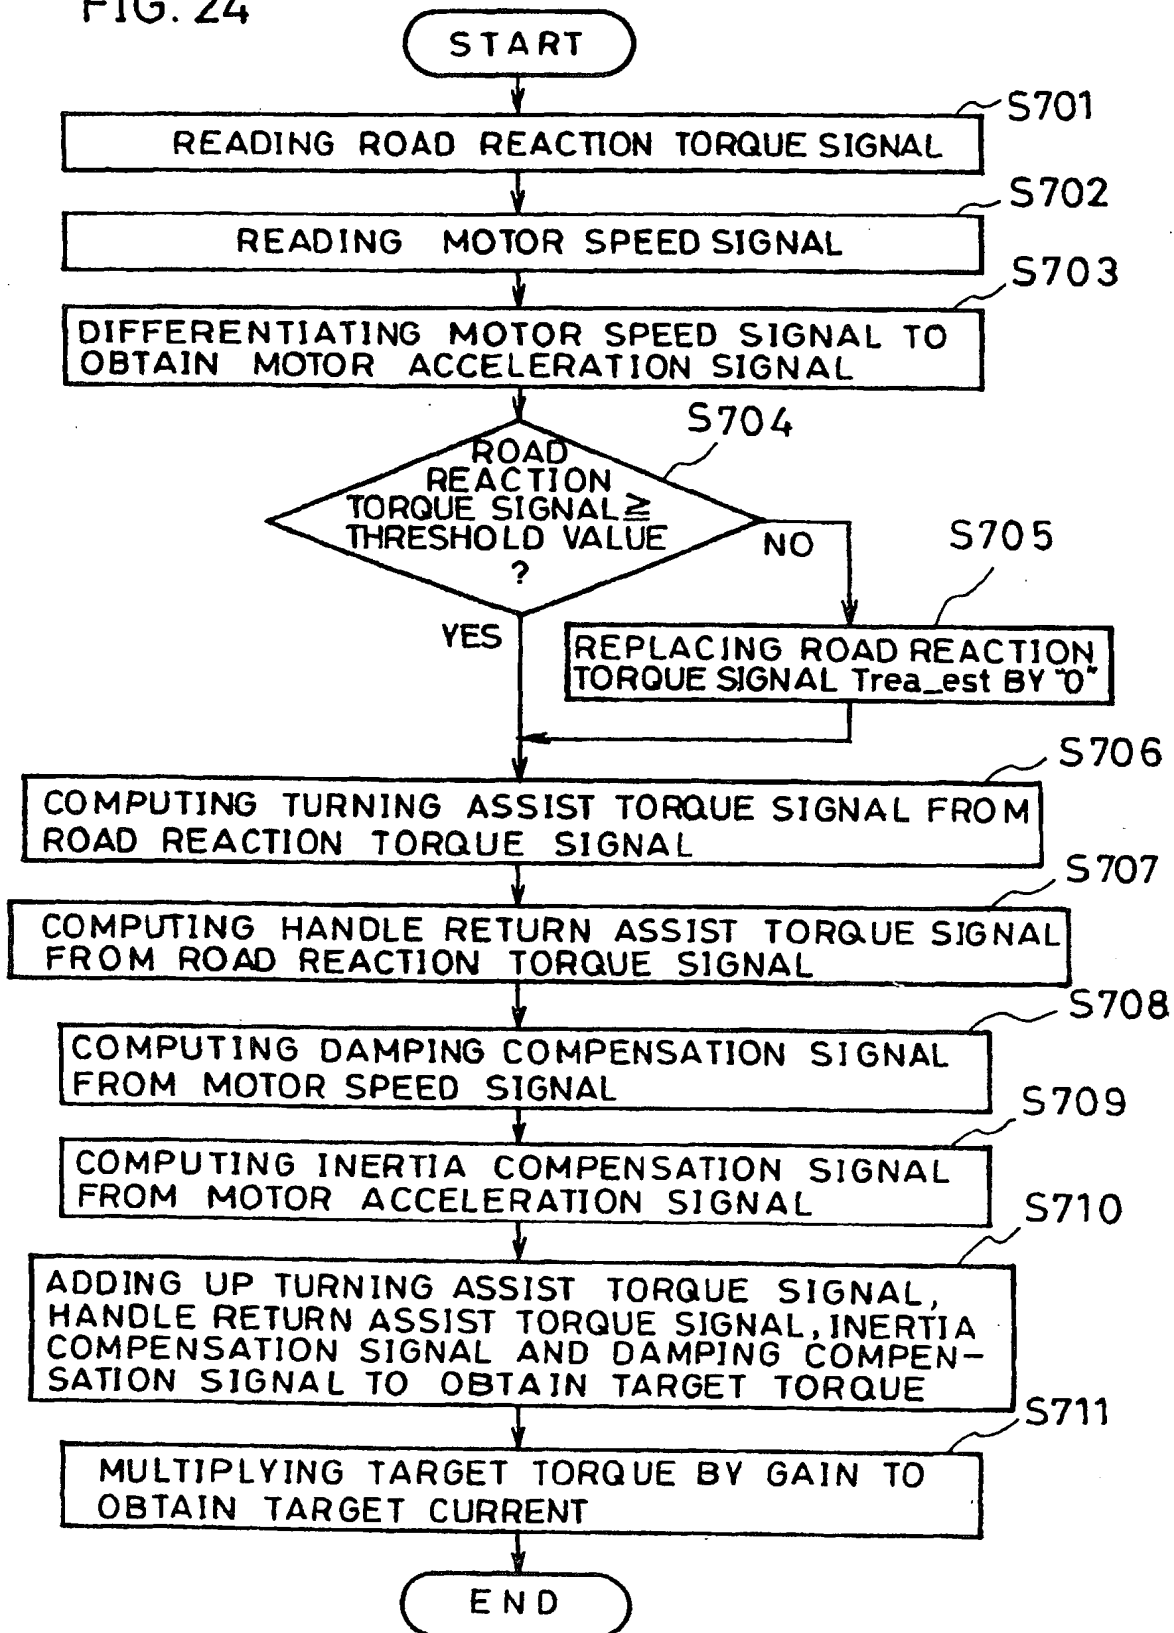 FIG. 24
START
S701
READING ROAD REACTION TORQUE SIGNAL
S702
READING MOTOR SPEED SIGNAL
S703
DIFFERENTIATING MOTOR SPEED SIGNAL TO
OBTAIN MOTOR ACCELERATION SIGNAL
S704
ROAD
REACTION
TORQUE SIGNAL≧
THRESHOLD VALUE
?
NO
YES
S705
REPLACING ROAD REACTION
TORQUE SIGNAL Trea_est BY "0"
S706
COMPUTING TURNING ASSIST TORQUE SIGNAL FROM
ROAD REACTION TORQUE SIGNAL
S707
COMPUTING HANDLE RETURN ASSIST TORQUE SIGNAL
FROM ROAD REACTION TORQUE SIGNAL
S708
COMPUTING DAMPING COMPENSATION SIGNAL
FROM MOTOR SPEED SIGNAL
S709
COMPUTING INERTIA COMPENSATION SIGNAL
FROM MOTOR ACCELERATION SIGNAL
S710
ADDING UP TURNING ASSIST TORQUE SIGNAL,
HANDLE RETURN ASSIST TORQUE SIGNAL, INERTIA
COMPENSATION SIGNAL AND DAMPING COMPEN-
SATION SIGNAL TO OBTAIN TARGET TORQUE
S711
MULTIPLYING TARGET TORQUE BY GAIN TO
OBTAIN TARGET CURRENT
END